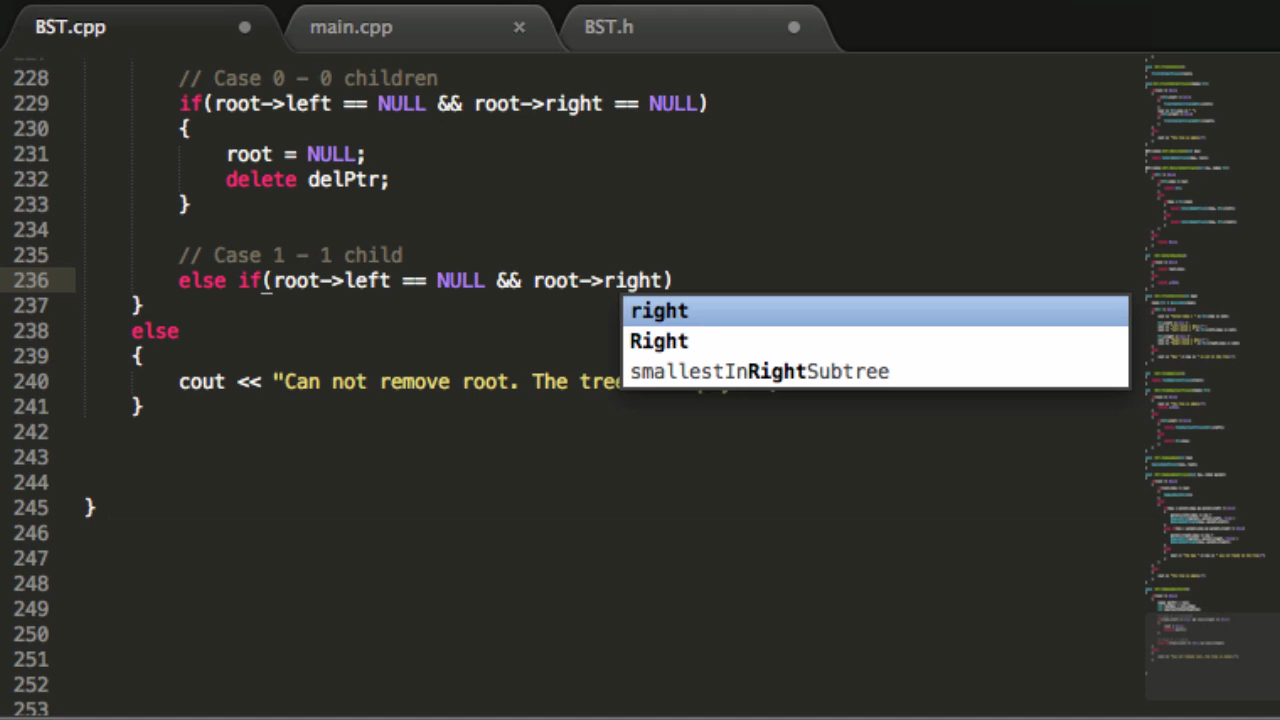 BST.cpp
main.cpp ×
BST.h
228 // Case 0 - 0 children
229 if(root->left == NULL && root->right == NULL)
230 {
231 root = NULL;
232 delete delPtr;
233 }
234
235 // Case 1 - 1 child
236 else if(root->left == NULL && root->right)
237 }
right
238 else
Right
239 {
smallestInRightSubtree
240 cout << "Can not remove root. The tree
241 }
242
243
244
245 }
246
247
248
249
250
251
252
253